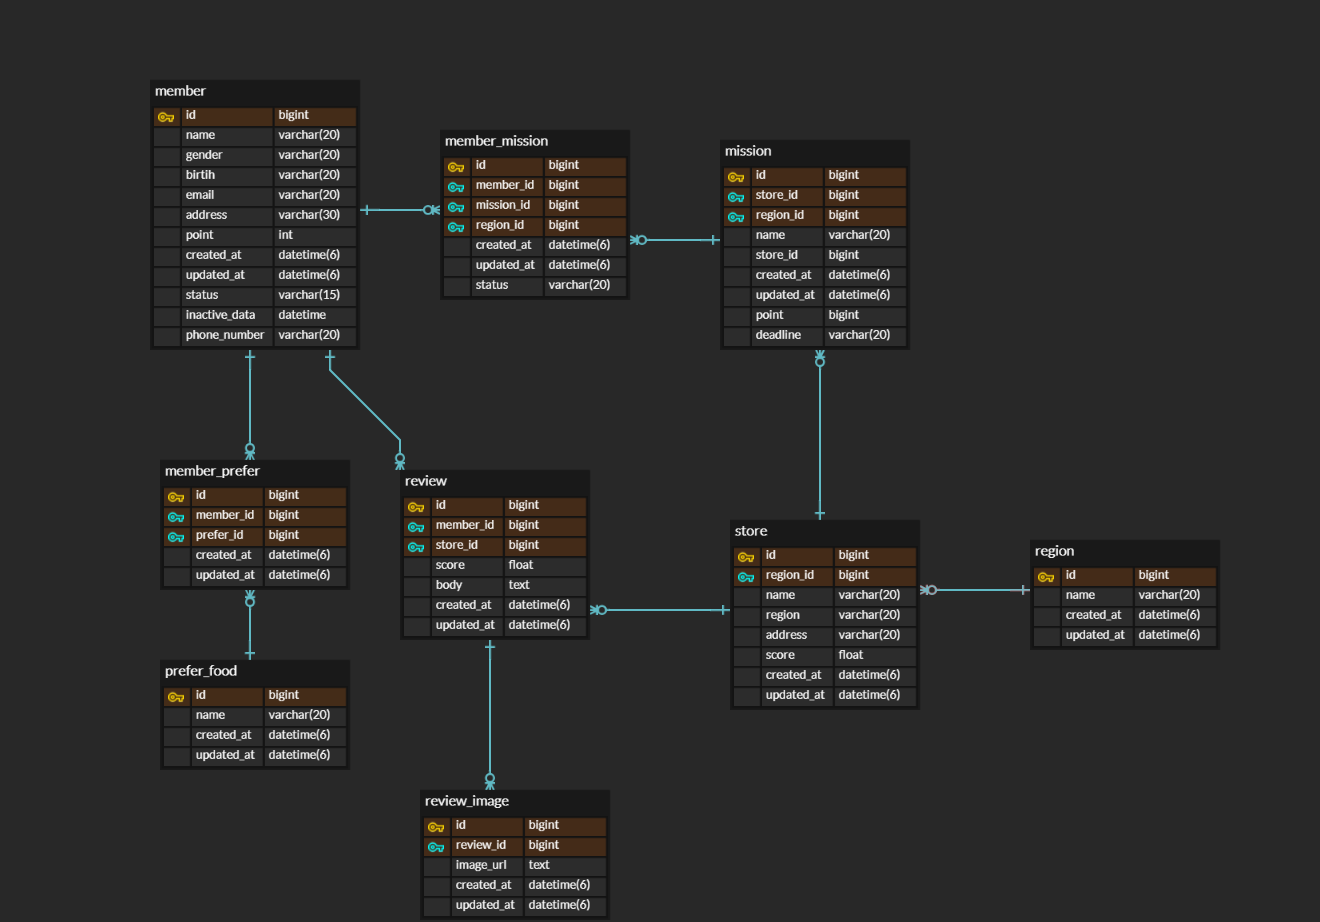 member
id bigint
name varchar(20)
gender varchar(20)
birtih varchar(20)
email varchar(20)
address varchar(30)
point int
created_at datetime(6)
updated_at datetime(6)
status varchar(15)
inactive_data datetime
phone_number varchar(20)
member_mission
id bigint
member_id bigint
mission_id bigint
region_id bigint
created_at datetime(6)
updated_at datetime(6)
status varchar(20)
mission
id bigint
store_id bigint
region_id bigint
name varchar(20)
store_id bigint
created_at datetime(6)
updated_at datetime(6)
point bigint
deadline varchar(20)
member_prefer
id bigint
member_id bigint
prefer_id bigint
created_at datetime(6)
updated_at datetime(6)
review
id bigint
member_id bigint
store_id bigint
score float
body text
created_at datetime(6)
updated_at datetime(6)
store
id bigint
region_id bigint
name varchar(20)
region varchar(20)
address varchar(20)
score float
created_at datetime(6)
updated_at datetime(6)
region
id bigint
name varchar(20)
created_at datetime(6)
updated_at datetime(6)
prefer_food
id bigint
name varchar(20)
created_at datetime(6)
updated_at datetime(6)
review_image
id bigint
review_id bigint
image_url text
created_at datetime(6)
updated_at datetime(6)